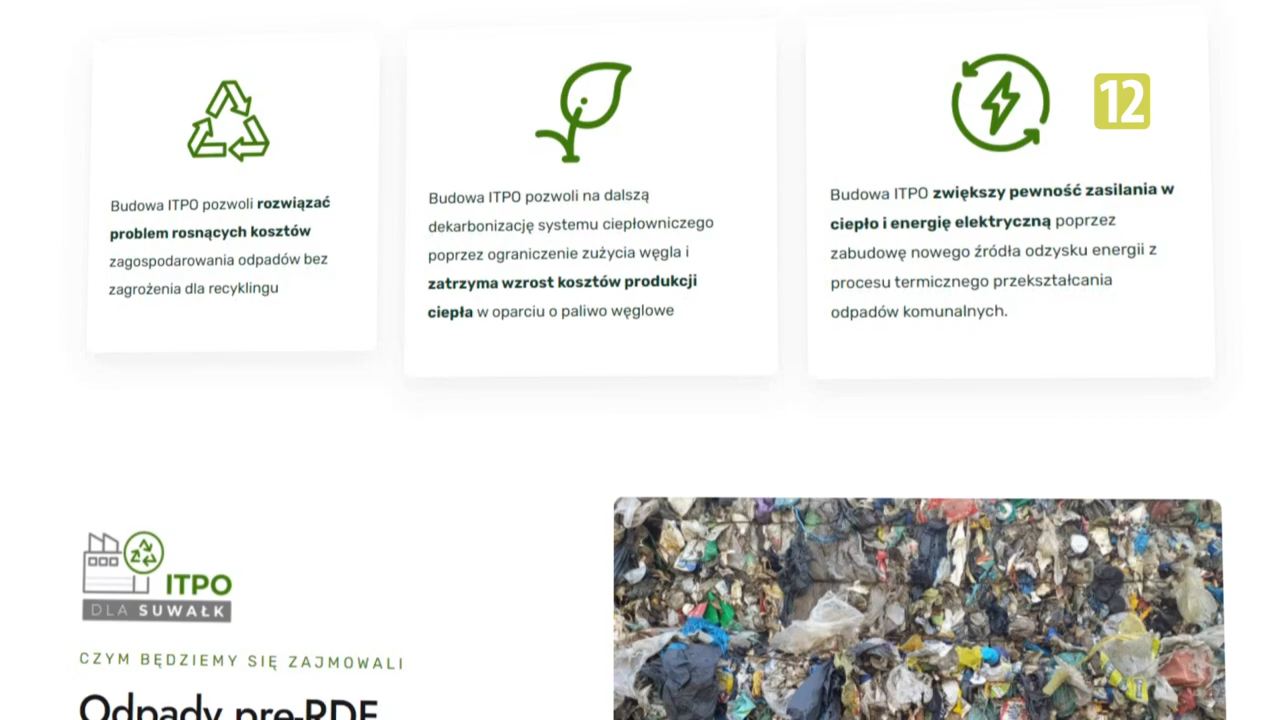 12
Budowa ITPO pozwoli rozwiązać
problem rosnących kosztów
zagospodarowania odpadów bez
zagrożenia dla recyklingu
Budowa ITPO pozwoli na dalszą
dekarbonizację systemu ciepłowniczego
poprzez ograniczenie zużycia węgla i
zatrzyma wzrost kosztów produkcji
ciepła w oparciu o paliwo węglowe
Budowa ITPO zwiększy pewność zasilania w
ciepło i energię elektryczną poprzez
zabudowę nowego źródła odzysku energii z
procesu termicznego przekształcania
odpadów komunalnych.
ITPO
DLA SUWAŁK
CZYM BĘDZIEMY SIĘ ZAJMOWALI
Odpady pre-RDF